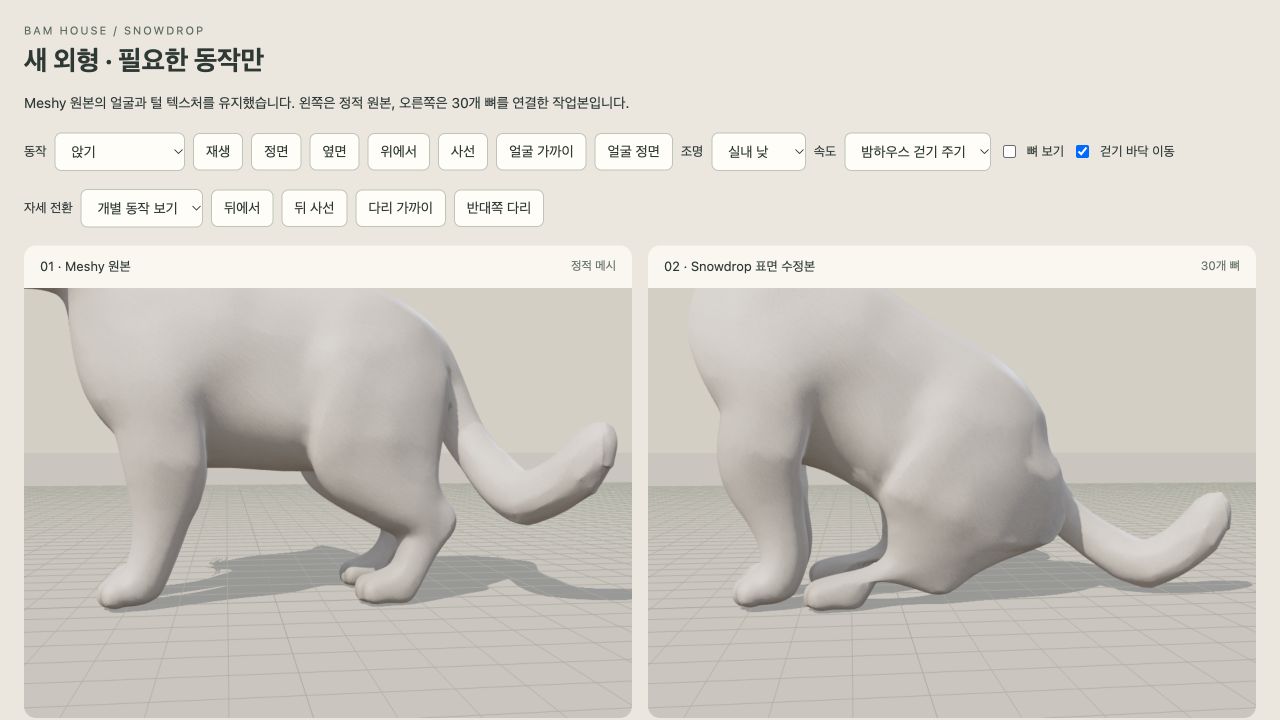 BAM HOUSE / SNOWDROP
새 외형 · 필요한 동작만
Meshy 원본의 얼굴과 털 텍스처를 유지했습니다. 왼쪽은 정적 원본, 오른쪽은 30개 뼈를 연결한 작업본입니다.
동작 앉기 재생 정면 옆면 위에서 사선 얼굴 가까이 얼굴 정면 조명 실내 낮 속도 밤하우스 걷기 주기 뼈 보기 걷기 바닥 이동
자세 전환 개별 동작 보기 뒤에서 뒤 사선 다리 가까이 반대쪽 다리
01 · Meshy 원본 정적 메시
02 · Snowdrop 표면 수정본 30개 뼈